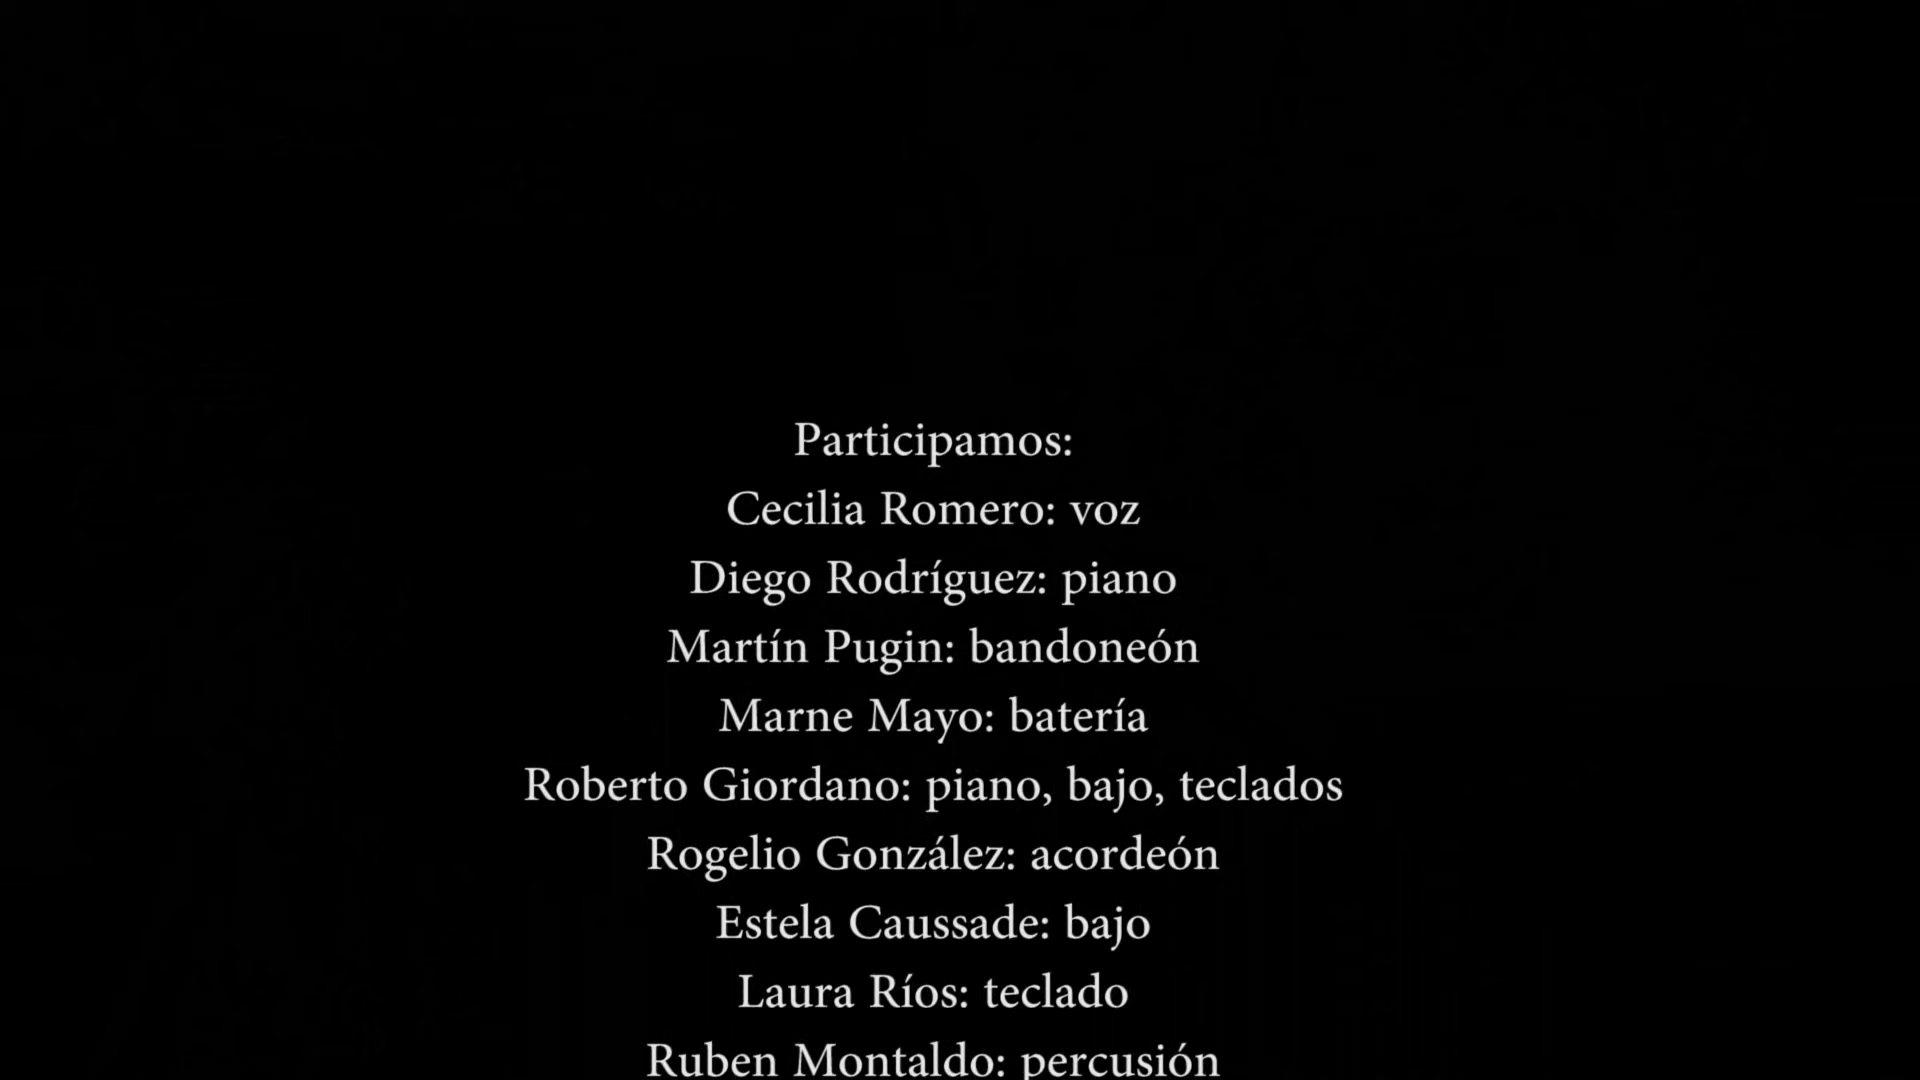 Participamos:
Cecilia Romero: voz
Diego Rodríguez: piano
Martín Pugin: bandoneón
Marne Mayo: batería
Roberto Giordano: piano, bajo, teclados
Rogelio González: acordeón
Estela Caussade: bajo
Laura Ríos: teclado
Ruben Montaldo: percusión